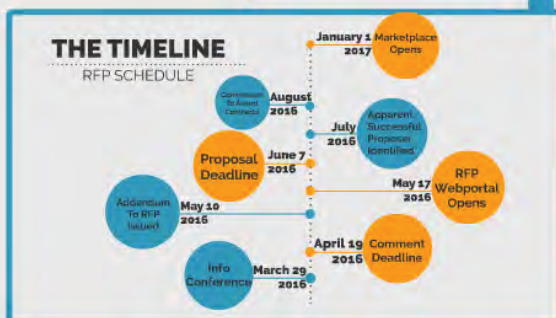 THE TIMELINE
RFP SCHEDULE
January 1
2017
Marketplace
Opens
Commission
To Award
Contracts
August
2016
July
2016
Apparent
Successful
Proposer
Identified
Proposal
Deadline
June 7
2016
May 17
2016
RFP
Webportal
Opens
Addendum
To RFP
Issued
May 10
2016
April 19
2016
Comment
Deadline
Info
Conference
March 29
2016